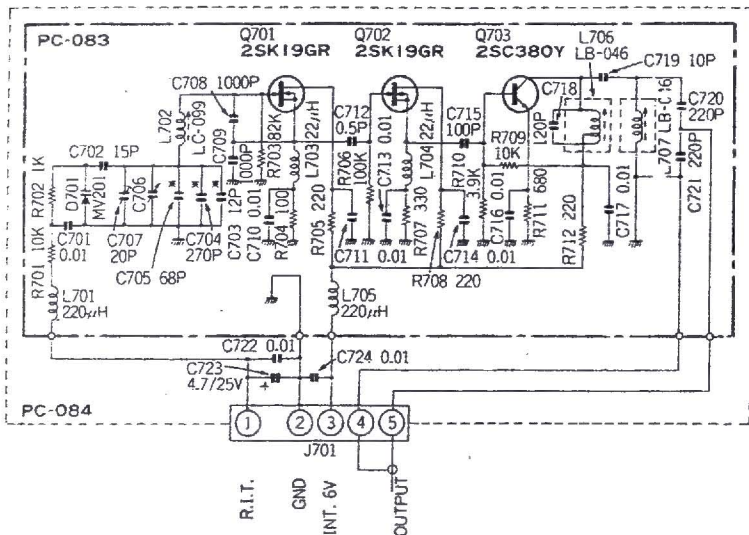 PC-083
Q701
2SK19GR
Q702
2SK19GR
Q703
2SC380Y
L706
LB-046
C719 10P
C708 1000P
C718
C720
220P
L702
LC-099
C709
1000P
R703 82K
L703 22μH
C712
0.5P
C713 0.01
L704 22μH
C715
100P
R709
10K
120P
L707 LB-046
C702 15P
R702 1K
D701
MV201
C706
R706
100K
R710
3.9K
C721 220P
C701
0.01
C707
20P
C705 68P
C704
270P
C703 12P
C710 0.01
R704 100
R705 220
C711 0.01
R707 330
R708 220
C714 0.01
C716 0.01
R711 680
R712 220
C717 0.01
R701 10K
L701
220μH
L705
220μH
C722 0.01
C723
4.7/25V
+
C724 0.01
PC-084
1
2
3
4
5
J701
R.I.T.
GND
INT. 6V
OUTPUT